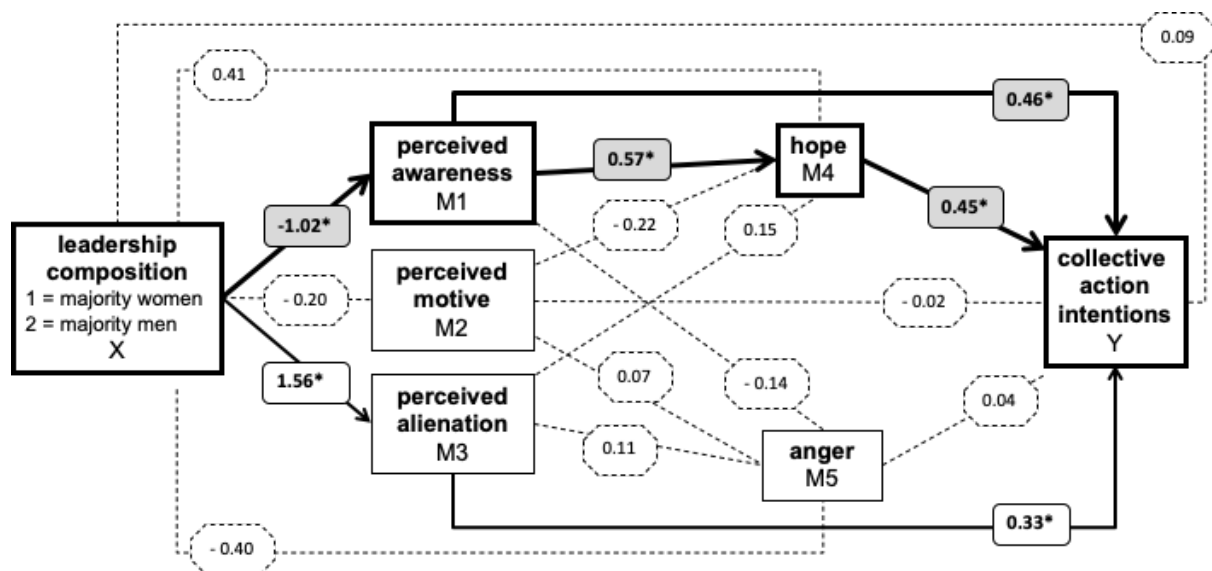 0.09
0.41
0.46*
perceived
awareness
M1
0.57*
hope
M4
-1.02*
- 0.22
0.15
0.45*
leadership
composition
1 = majority women
2 = majority men
X
- 0.20
perceived
motive
M2
- 0.02
collective
action
intentions
Y
1.56*
perceived
alienation
M3
0.07
- 0.14
0.04
0.11
anger
M5
0.33*
- 0.40